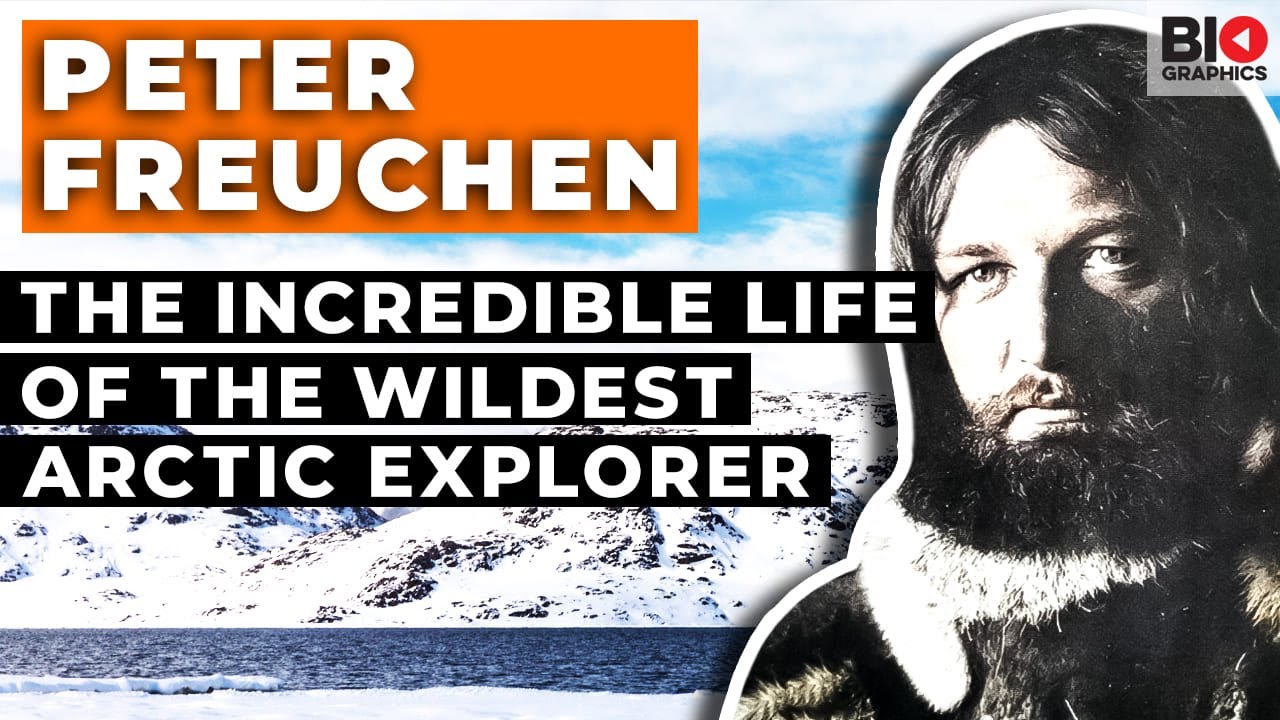 PETER
FREUCHEN
THE INCREDIBLE LIFE
OF THE WILDEST
ARCTIC EXPLORER
BIO
GRAPHICS